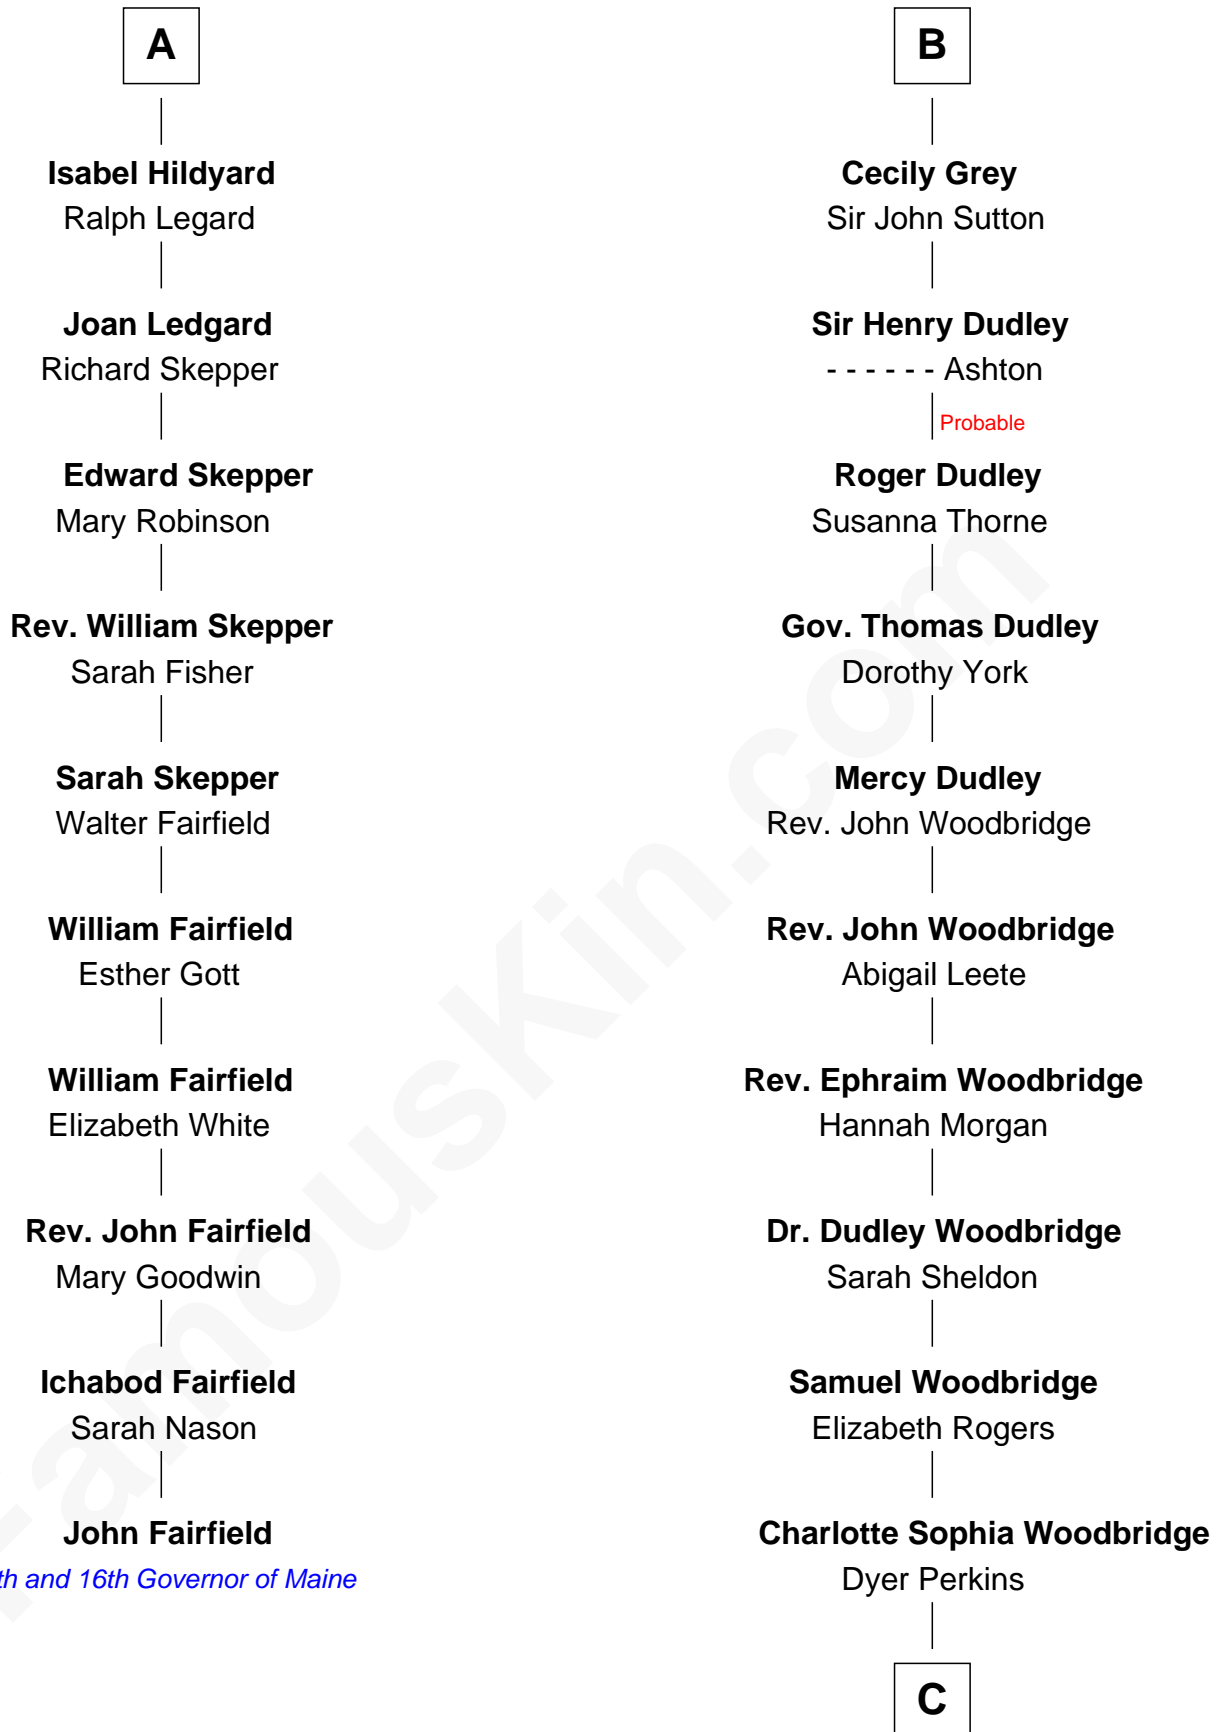 A
Isabel Hildyard
Ralph Legard
Joan Ledgard
Richard Skepper
Edward Skepper
Mary Robinson
Rev. William Skepper
Sarah Fisher
Sarah Skepper
Walter Fairfield
William Fairfield
Esther Gott
William Fairfield
Elizabeth White
Rev. John Fairfield
Mary Goodwin
Ichabod Fairfield
Sarah Nason
John Fairfield
th and 16th Governor of Maine
B
Cecily Grey
Sir John Sutton
Sir Henry Dudley
- - - - - - Ashton
Probable
Roger Dudley
Susanna Thorne
Gov. Thomas Dudley
Dorothy York
Mercy Dudley
Rev. John Woodbridge
Rev. John Woodbridge
Abigail Leete
Rev. Ephraim Woodbridge
Hannah Morgan
Dr. Dudley Woodbridge
Sarah Sheldon
Samuel Woodbridge
Elizabeth Rogers
Charlotte Sophia Woodbridge
Dyer Perkins
C
FamousKin.com